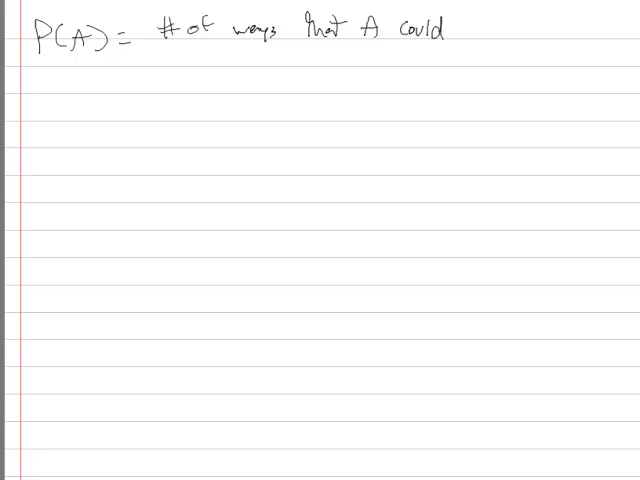 P(A) = # of ways that A could